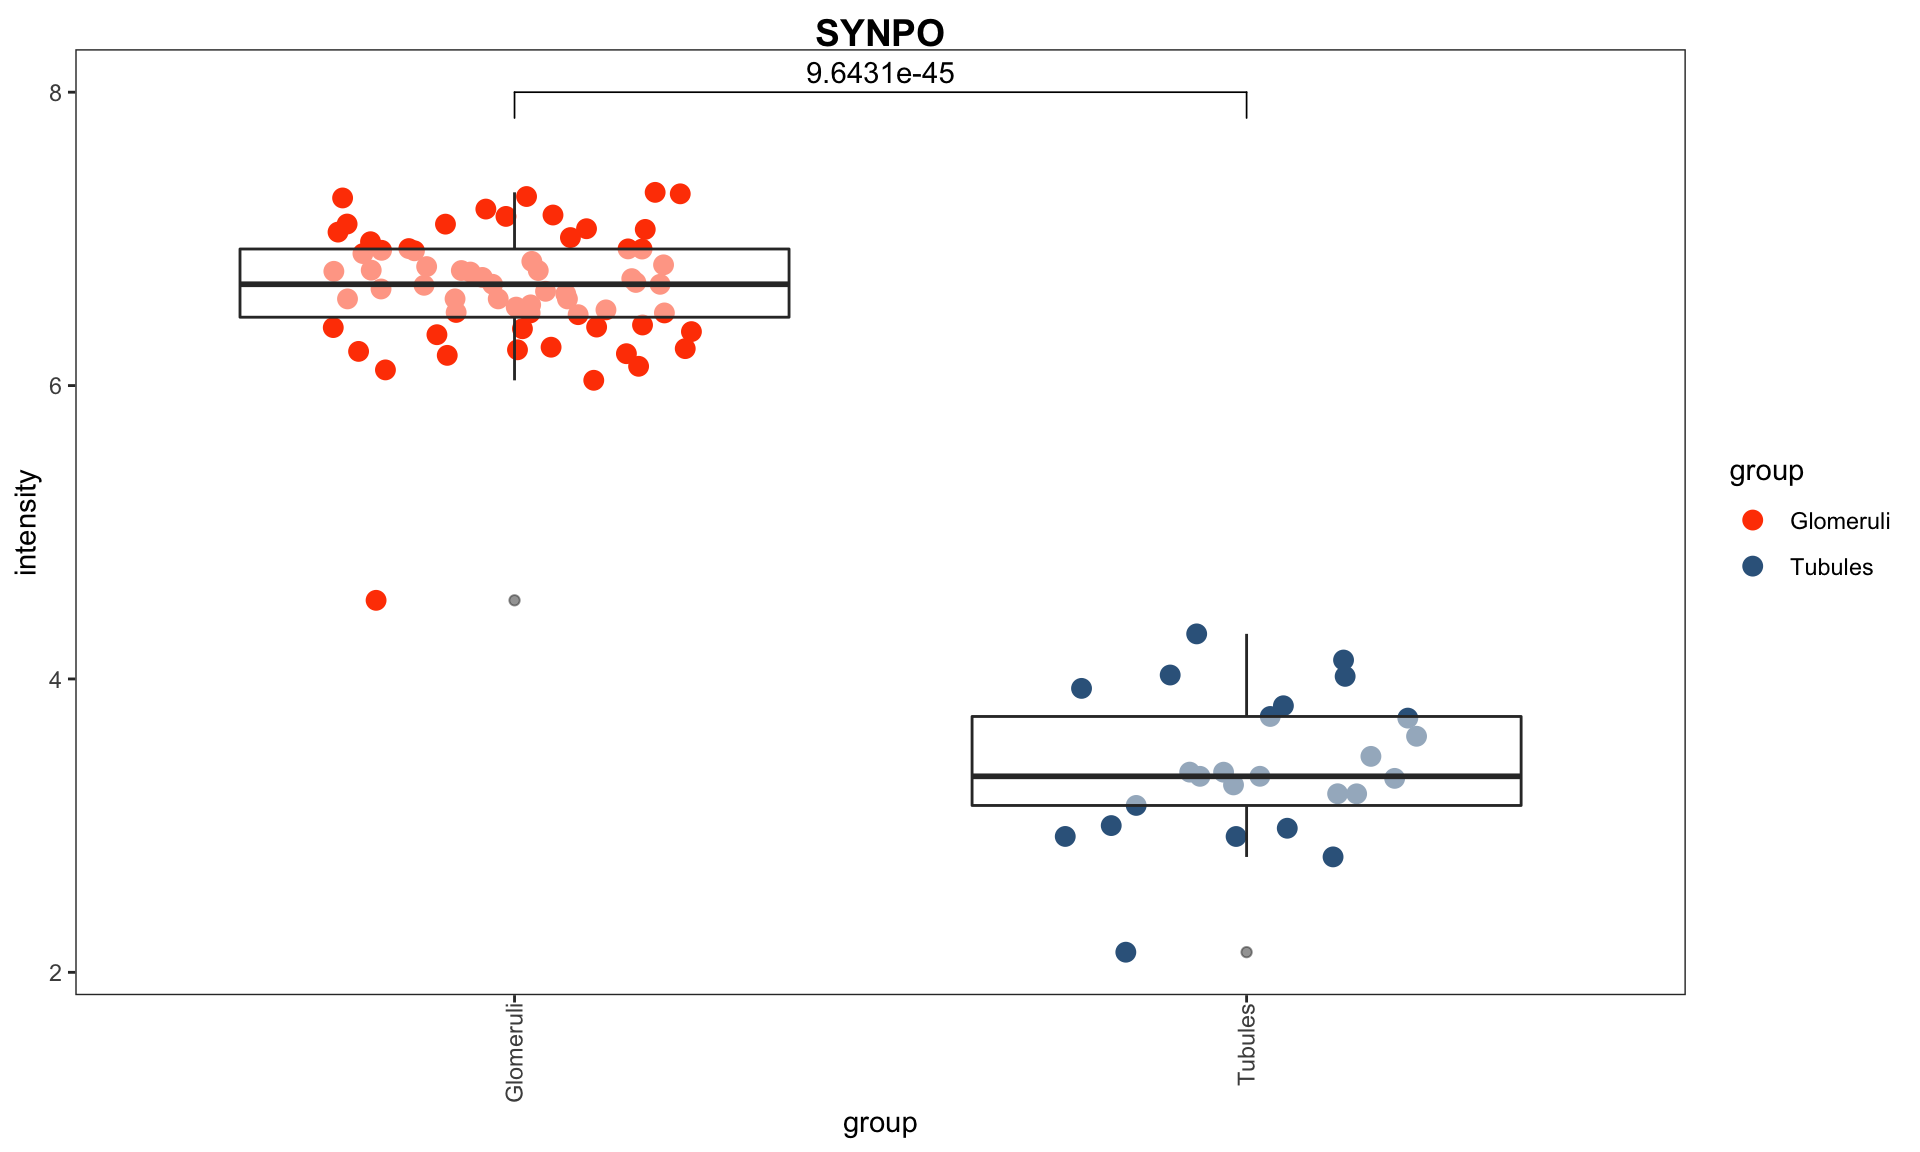 SYNPO
9.6431e-45
8
6
4
2
intensity
Glomeruli
Tubules
group
group
Glomeruli
Tubules